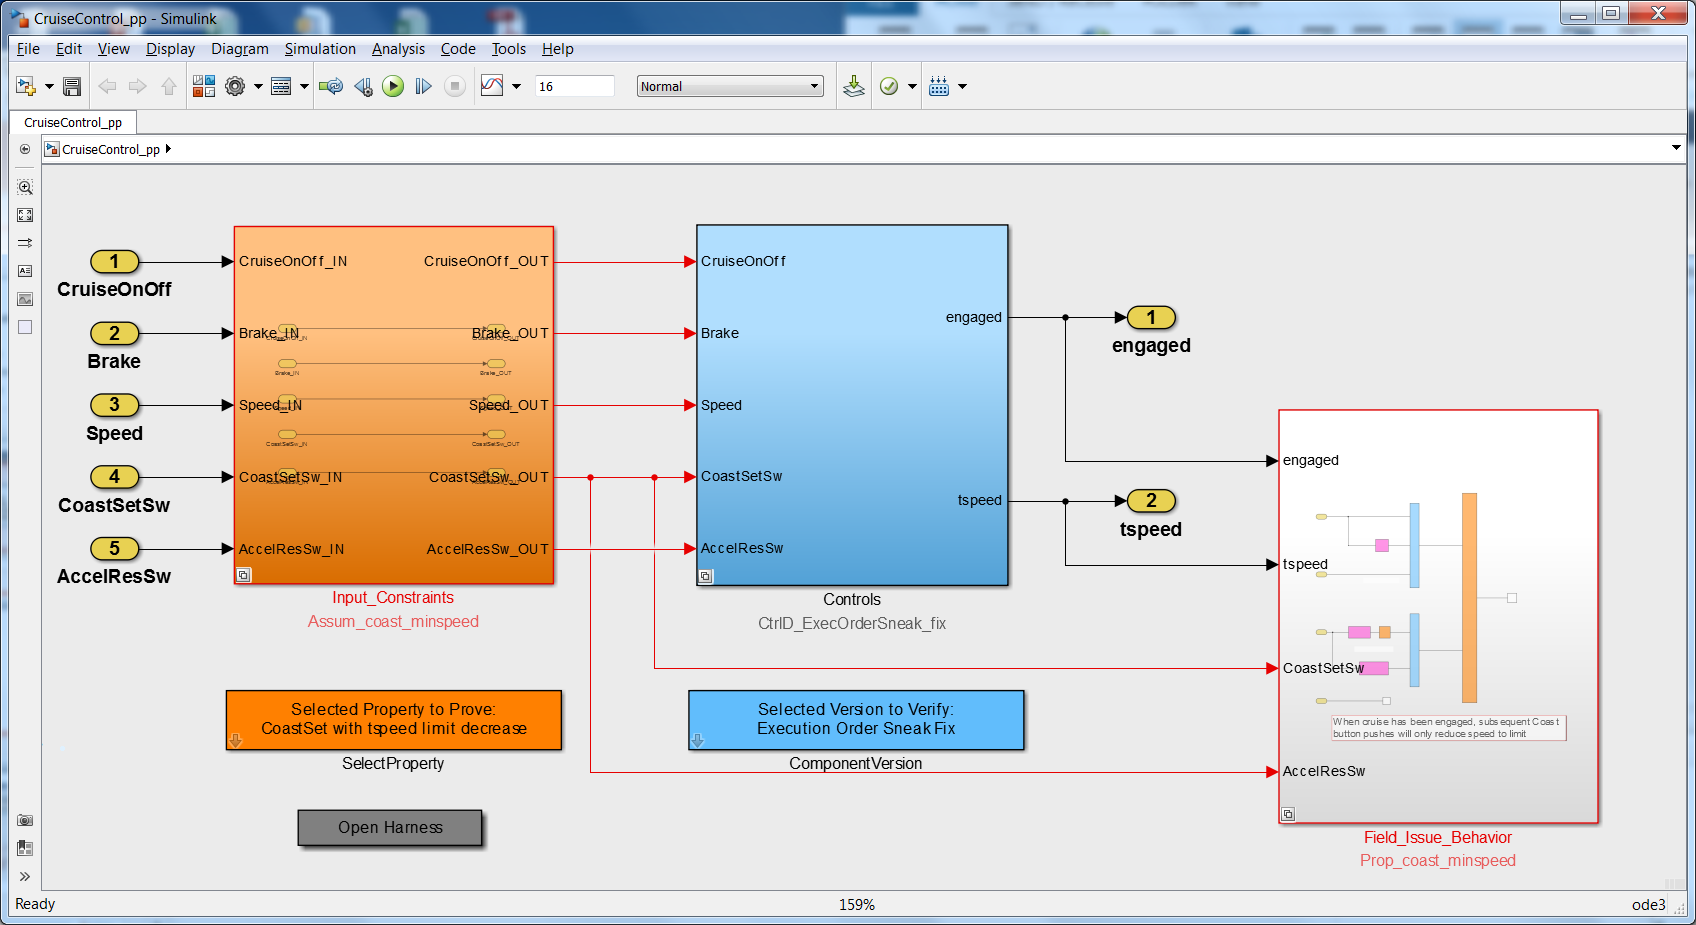 CruiseControl_pp - Simulink
File Edit View Display Diagram Simulation Analysis Code Tools Help
16 Normal
CruiseControl_pp
CruiseControl_pp
1
CruiseOnOff
2
Brake
3
Speed
4
CoastSetSw
5
AccelResSw
CruiseOnOff_IN CruiseOnOff_OUT
Brake_IN Brake_OUT
Brake_IN Brake_OUT
Speed_IN Speed_OUT
CoastSetSw_IN CoastSetSw_OUT
CoastSetSw_IN CoastSetSw_OUT
AccelResSw_IN AccelResSw_OUT
Input_Constraints
Assum_coast_minspeed
CruiseOnOff
Brake
Speed
CoastSetSw
AccelResSw
engaged
tspeed
Controls
CtrlD_ExecOrderSneak_fix
1
engaged
2
tspeed
engaged
tspeed
CoastSetSw
When cruise has been engaged, subsequent Coast
button pushes will only reduce speed to limit
AccelResSw
Field_Issue_Behavior
Prop_coast_minspeed
Selected Property to Prove:
CoastSet with tspeed limit decrease
SelectProperty
Selected Version to Verify:
Execution Order Sneak Fix
ComponentVersion
Open Harness
Ready 159% ode3